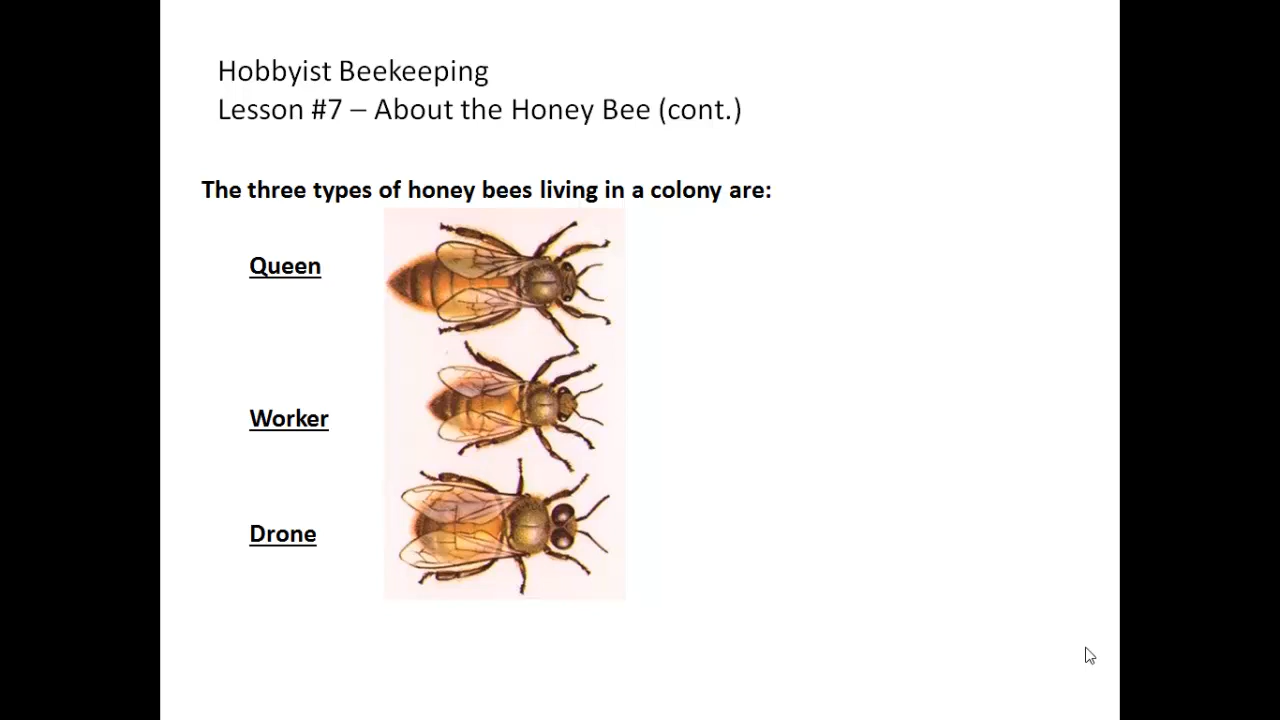 Hobbyist Beekeeping
Lesson #7 – About the Honey Bee (cont.)
The three types of honey bees living in a colony are:
Queen
Worker
Drone